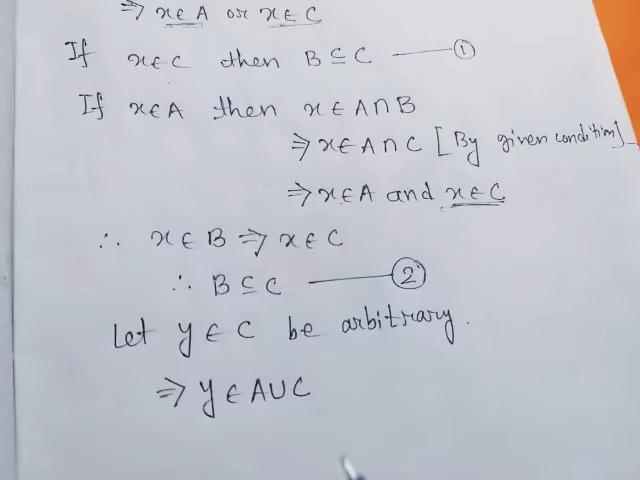 ⇒ x∈A or x∈C
If x∈C then B⊆C —— ①
If x∈A then x∈A∩B
⇒ x∈A∩C [By given condition]
⇒ x∈A and x∈C
∴ x∈B ⇒ x∈C
∴ B⊆C —— ②
Let y∈C be arbitrary.
⇒ y∈A∪C